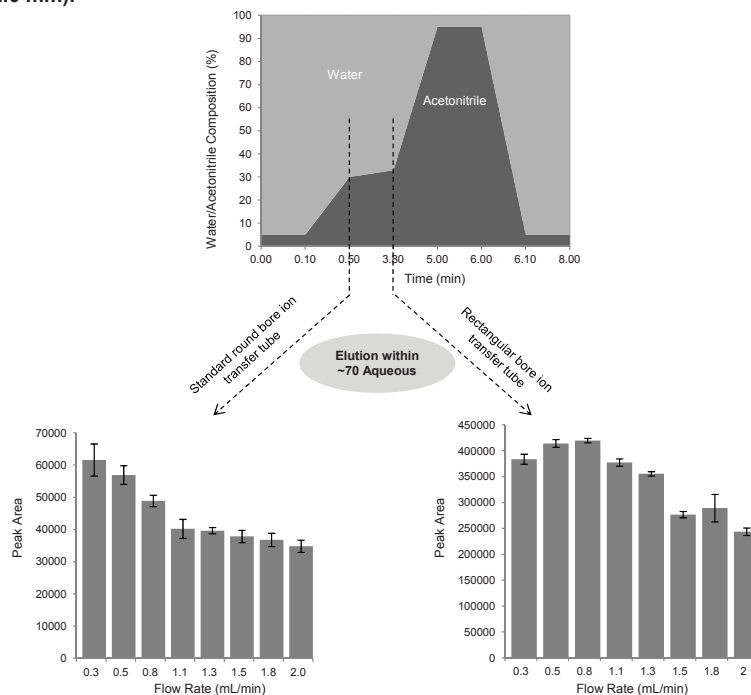 min).
Water/Acetonitrile Composition (%)
100
90
80
70
60
50
40
30
20
10
0
Water
Acetonitrile
0.00 0.10 0.50 3.30 5.00 6.00 6.10 8.00
Time (min)
Standard round bore ion
transfer tube
Elution within
~70 Aqueous
Rectangular bore ion
transfer tube
Peak Area
70000
60000
50000
40000
30000
20000
10000
0
0.3 0.5 0.8 1.1 1.3 1.5 1.8 2.0
Flow Rate (mL/min)
Peak Area
450000
400000
350000
300000
250000
200000
150000
100000
50000
0
0.3 0.5 0.8 1.1 1.3 1.5 1.8 2
Flow Rate (mL/min)